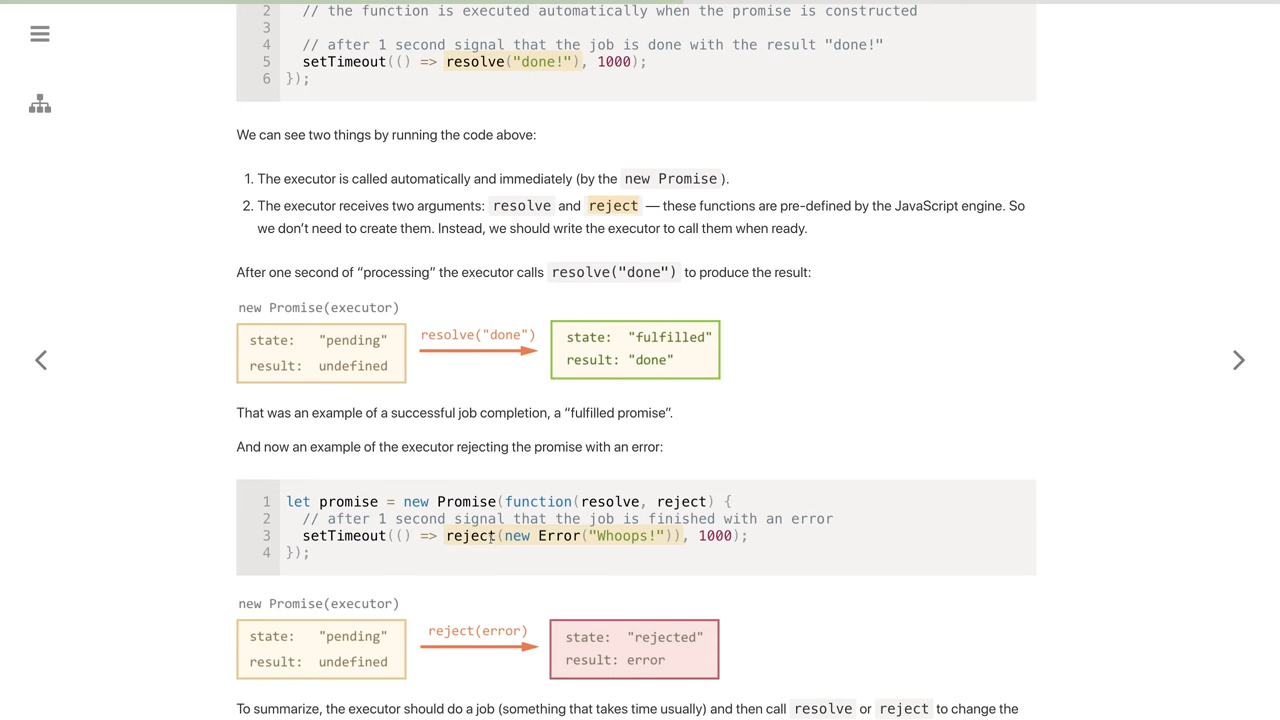 2   // the function is executed automatically when the promise is constructed
3
4   // after 1 second signal that the job is done with the result "done!"
5   setTimeout(() => resolve("done!"), 1000);
6 });
We can see two things by running the code above:
1. The executor is called automatically and immediately (by the new Promise ).
2. The executor receives two arguments: resolve and reject — these functions are pre-defined by the JavaScript engine. So
we don’t need to create them. Instead, we should write the executor to call them when ready.
After one second of “processing” the executor calls resolve("done") to produce the result:
new Promise(executor)
state: "pending"
result: undefined
resolve("done")
state: "fulfilled"
result: "done"
That was an example of a successful job completion, a “fulfilled promise”.
And now an example of the executor rejecting the promise with an error:
1 let promise = new Promise(function(resolve, reject) {
2   // after 1 second signal that the job is finished with an error
3   setTimeout(() => reject(new Error("Whoops!")), 1000);
4 });
new Promise(executor)
state: "pending"
result: undefined
reject(error)
state: "rejected"
result: error
To summarize, the executor should do a job (something that takes time usually) and then call resolve or reject to change the